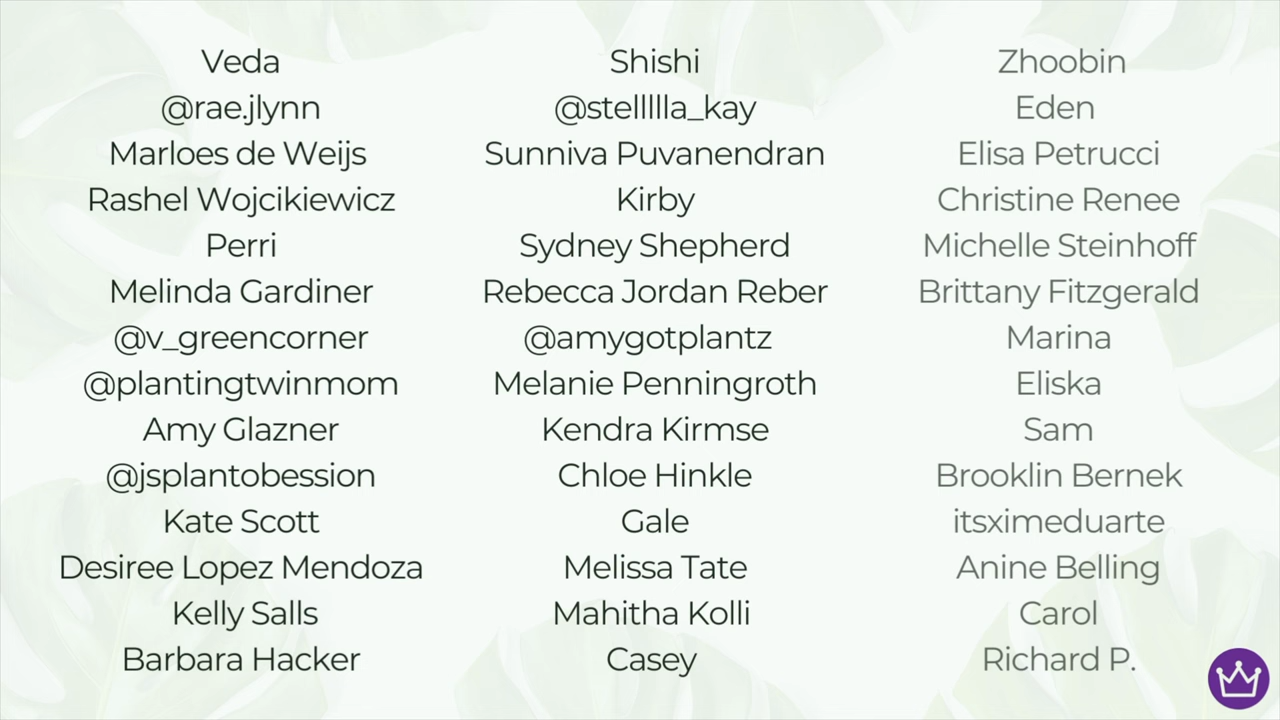 Veda
@rae.jlynn
Marloes de Weijs
Rashel Wojcikiewicz
Perri
Melinda Gardiner
@v_greencorner
@plantingtwinmom
Amy Glazner
@jsplantobession
Kate Scott
Desiree Lopez Mendoza
Kelly Salls
Barbara Hacker
Shishi
@stellllla_kay
Sunniva Puvanendran
Kirby
Sydney Shepherd
Rebecca Jordan Reber
@amygotplantz
Melanie Penningroth
Kendra Kirmse
Chloe Hinkle
Gale
Melissa Tate
Mahitha Kolli
Casey
Zhoobin
Eden
Elisa Petrucci
Christine Renee
Michelle Steinhoff
Brittany Fitzgerald
Marina
Eliska
Sam
Brooklin Bernek
itsximeduarte
Anine Belling
Carol
Richard P.